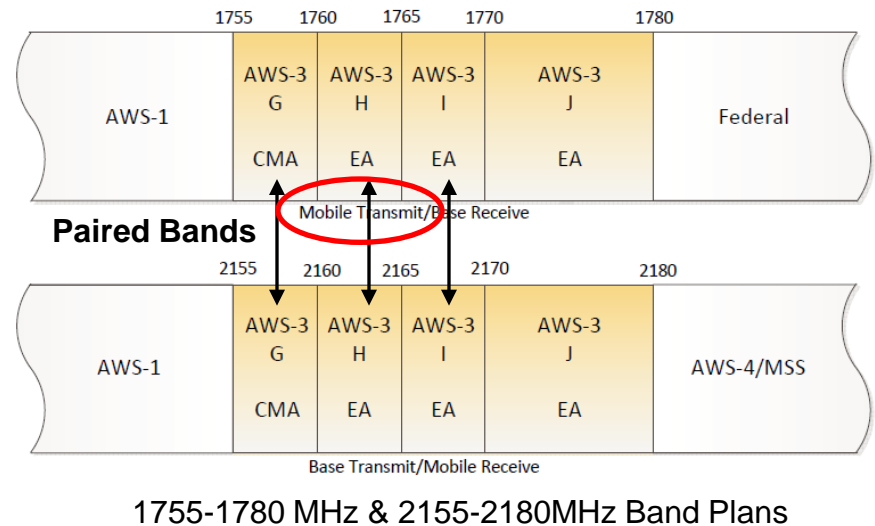 1755 1760 1765 1770 1780
AWS-1
AWS-3 G CMA
AWS-3 H EA
AWS-3 I EA
AWS-3 J EA
Federal
Mobile Transmit/Base Receive
Paired Bands
2155 2160 2165 2170 2180
AWS-1
AWS-3 G CMA
AWS-3 H EA
AWS-3 I EA
AWS-3 J EA
AWS-4/MSS
Base Transmit/Mobile Receive
1755-1780 MHz & 2155-2180MHz Band Plans